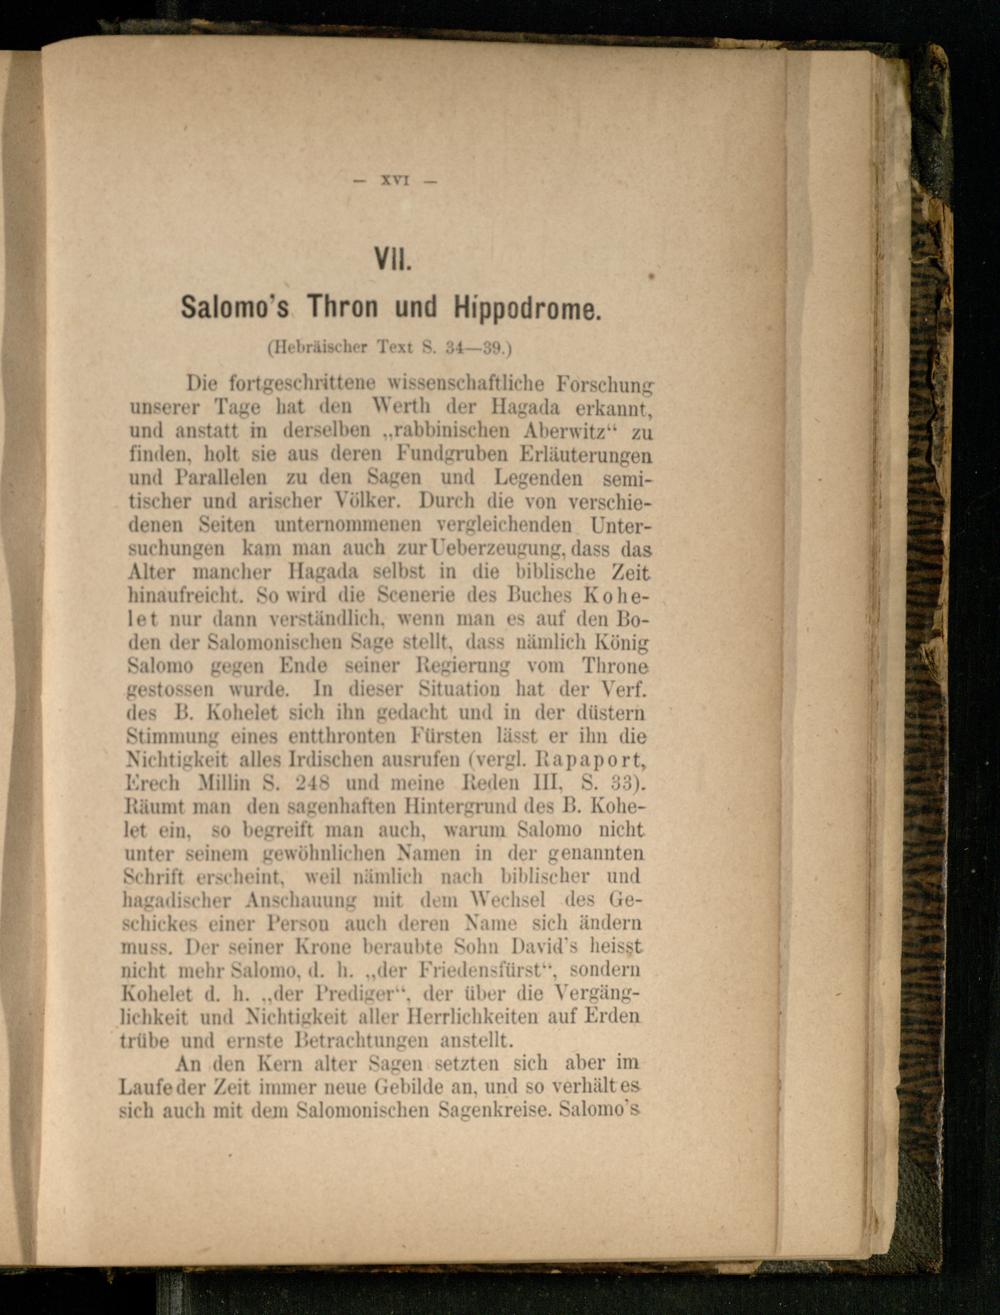 — XVI —
VII.
Salomo's Thron und Hippodrome.
(Hebräischer Text S. 34—39.)
Die fortgeschrittene wissenschaftliche Forschung
unserer Tage hat den Werth der Hagada erkannt,
und anstatt in derselben „rabbinischen Aberwitz“ zu
finden, holt sie aus deren Fundgruben Erläuterungen
und Parallelen zu den Sagen und Legenden semi-
tischer und arischer Völker. Durch die von verschie-
denen Seiten unternommenen vergleichenden Unter-
suchungen kam man auch zur Ueberzeugung, dass das
Alter mancher Hagada selbst in die biblische Zeit
hinaufreicht. So wird die Scenerie des Buches Kohe-
let nur dann verständlich, wenn man es auf den Bo-
den der Salomonischen Sage stellt, dass nämlich König
Salomo gegen Ende seiner Regierung vom Throne
gestossen wurde. In dieser Situation hat der Verf.
des B. Kohelet sich ihn gedacht und in der düstern
Stimmung eines entthronten Fürsten lässt er ihn die
Nichtigkeit alles Irdischen ausrufen (vergl. Rapaport,
Erech Millin S. 248 und meine Reden III, S. 33).
Räumt man den sagenhaften Hintergrund des B. Kohe-
let ein, so begreift man auch, warum Salomo nicht
unter seinem gewöhnlichen Namen in der genannten
Schrift erscheint, weil nämlich nach biblischer und
hagadischer Anschauung mit dem Wechsel des Ge-
schickes einer Person auch deren Name sich ändern
muss. Der seiner Krone beraubte Sohn David's heisst
nicht mehr Salomo, d. h. „der Friedensfürst“, sondern
Kohelet d. h. „der Prediger“, der über die Vergäng-
lichkeit und Nichtigkeit aller Herrlichkeiten auf Erden
trübe und ernste Betrachtungen anstellt.
An den Kern alter Sagen setzten sich aber im
Laufe der Zeit immer neue Gebilde an, und so verhält es
sich auch mit dem Salomonischen Sagenkreise. Salomo's